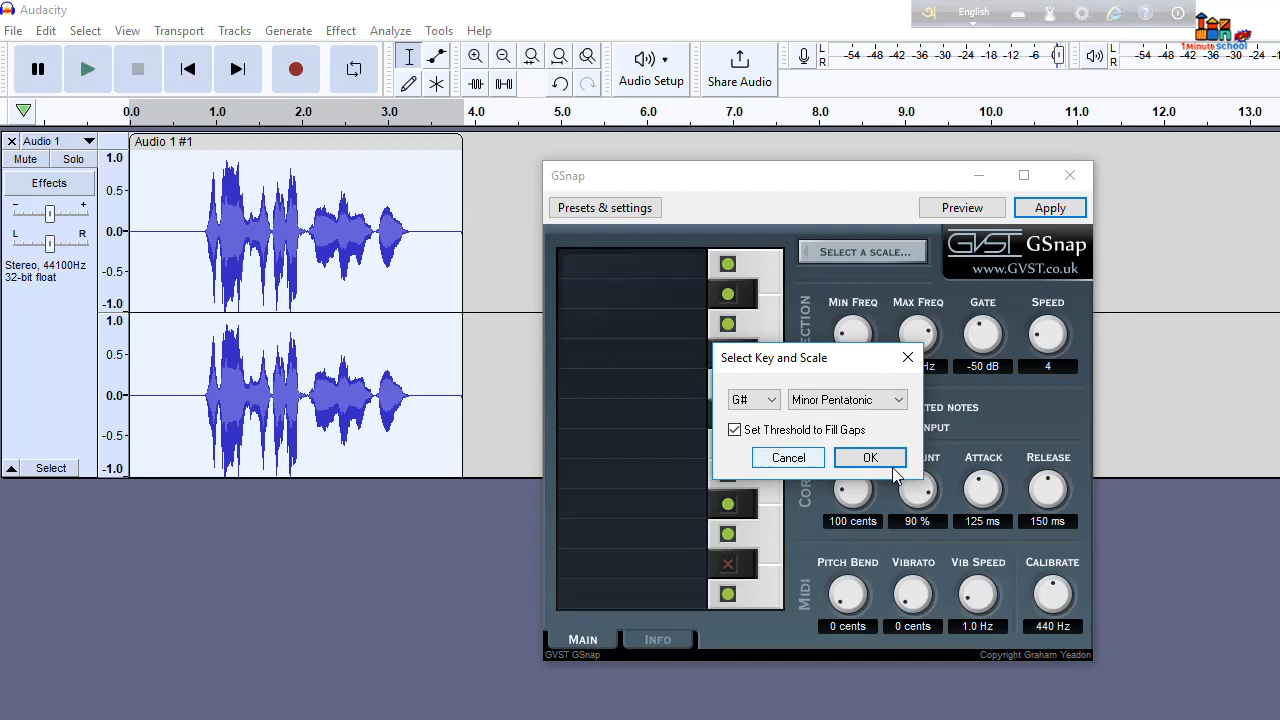 Audacity
English
1Minute school
File Edit Select View Transport Tracks Generate Effect Analyze Tools Help
Audio Setup
Share Audio
L
R
-54 -48 -42 -36 -30 -24 -18 -12 -6
L
R
-54 -48 -42 -36 -30 -24
0.0 1.0 2.0 3.0 4.0 5.0 6.0 7.0 8.0 9.0 10.0 11.0 12.0 13.0
Audio 1
Audio 1 #1
Mute Solo
Effects
- +
L R
Stereo, 44100Hz
32-bit float
Select
1.0
0.5
0.0
-0.5
-1.0
1.0
0.5
0.0
-0.5
-1.0
GSnap
Presets & settings
Preview
Apply
SELECT A SCALE...
GVST GSnap
www.GVST.co.uk
MIN FREQ MAX FREQ GATE SPEED
Hz -50 dB 4
Select Key and Scale
G# Minor Pentatonic
Set Threshold to Fill Gaps
Cancel OK
TED NOTES
NPUT
UNT ATTACK RELEASE
100 cents 90 % 125 ms 150 ms
MIDI
PITCH BEND VIBRATO VIB SPEED CALIBRATE
0 cents 0 cents 1.0 Hz 440 Hz
MAIN INFO
GVST GSnap
Copyright Graham Yeadon